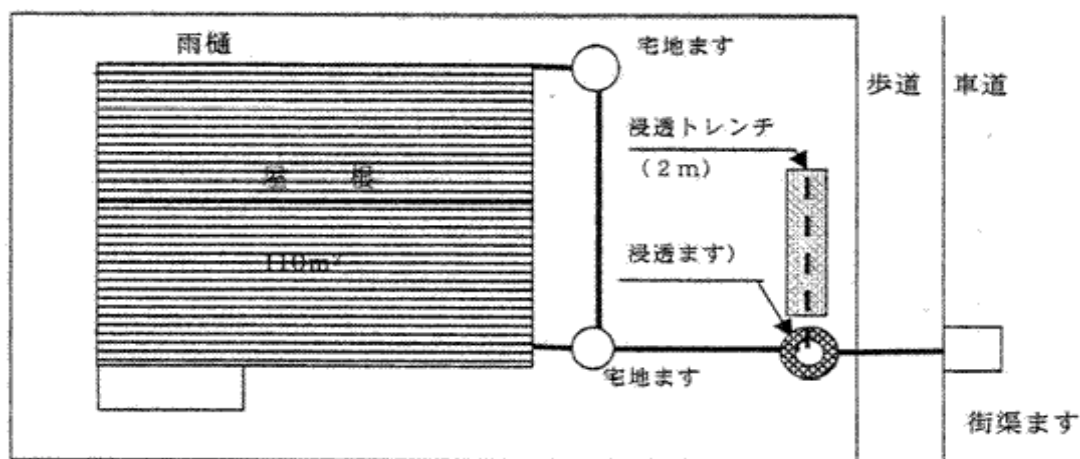 雨樋
宅地ます
歩道
車道
浸透トレンチ
(2m)
屋根
浸透ます)
110m²
宅地ます
街渠ます